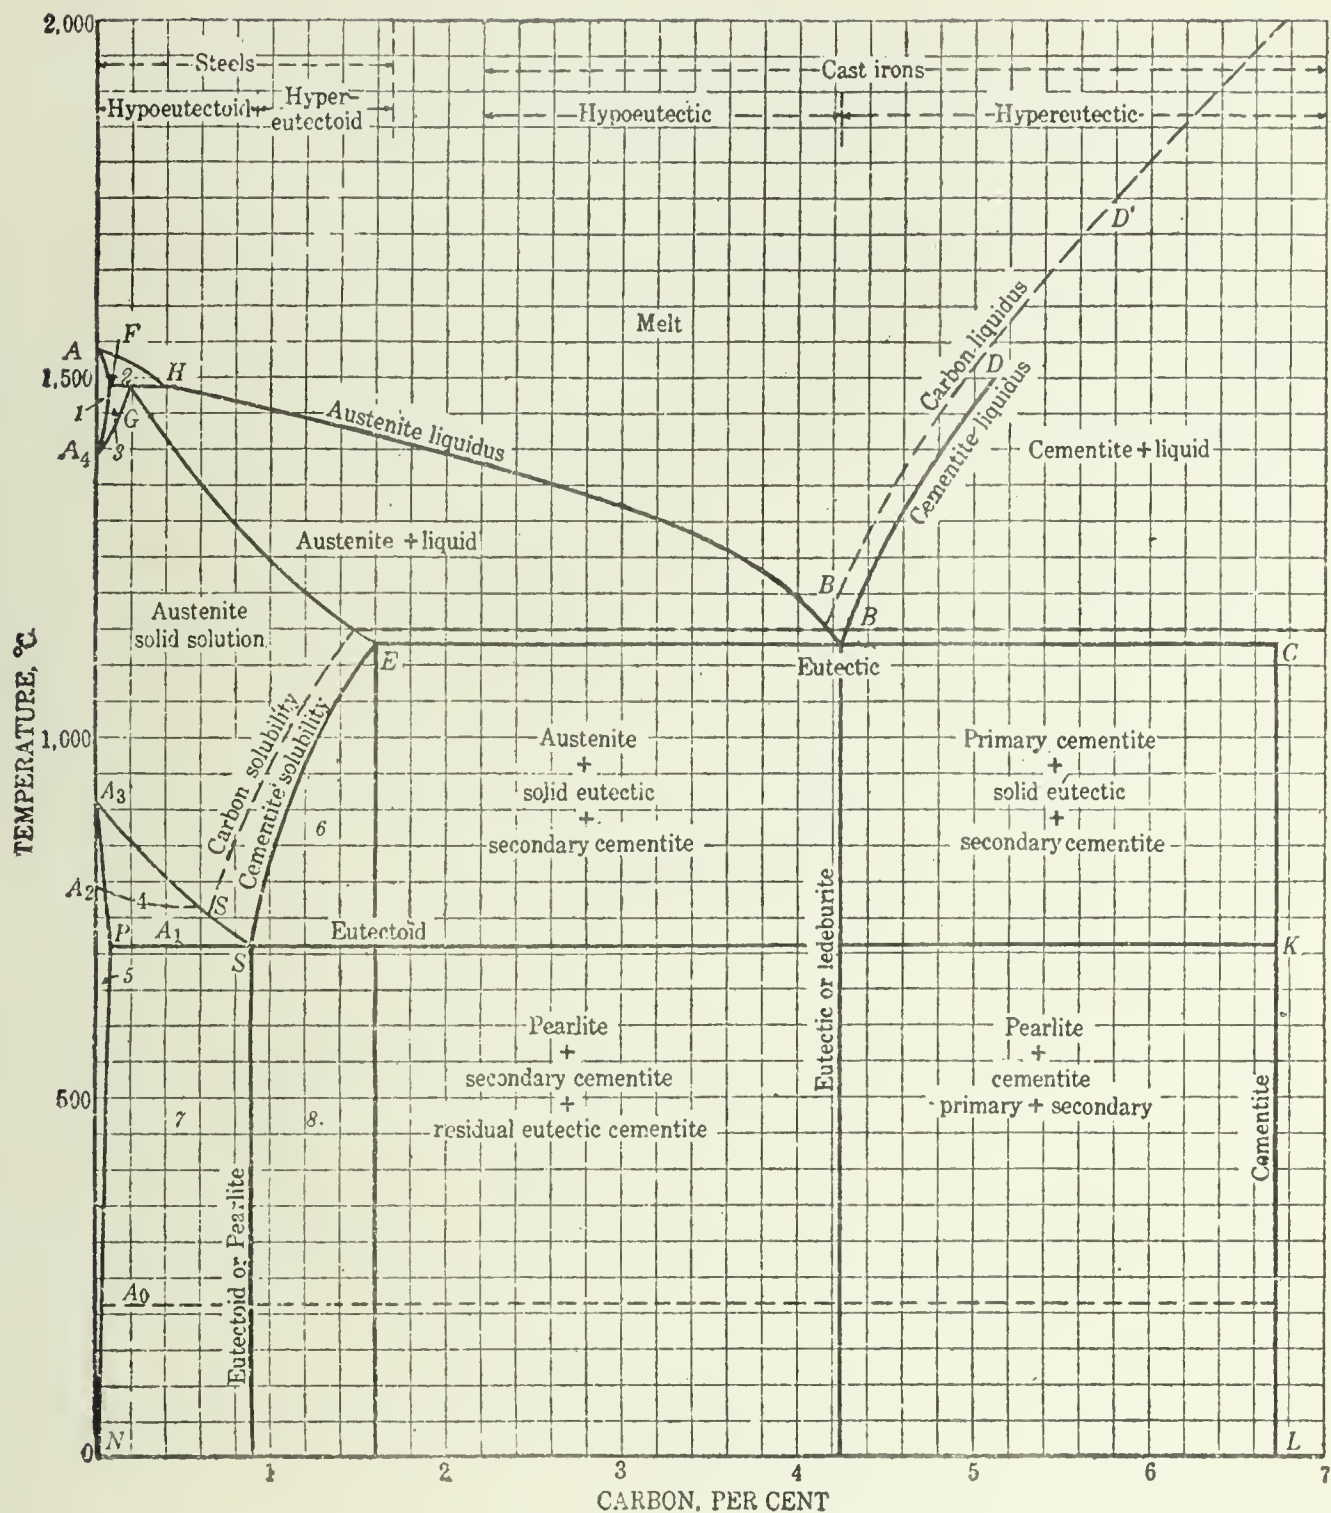 2,000
Steels
Cast irons
Hypoeutectoid
Hyper-
eutectoid
Hypoeutectic
Hypereutectic
D'
F
Melt
A
1,500
2
H
1
G
A4
3
Austenite liquidus
Carbon liquidus
D
Cementite liquidus
Cementite + liquid
Austenite + liquid
B
B
Austenite
solid solution
E
Eutectic
C
TEMPERATURE, °C
1,000
Carbon solubility
Cementite solubility
Austenite
+
solid eutectic
+
secondary cementite
Primary cementite
+
solid eutectic
+
secondary cementite
A3
6
A2
4
S
P
A1
Eutectoid
S
K
5
Eutectic or ledeburite
Pearlite
+
secondary cementite
+
residual eutectic cementite
Pearlite
+
cementite
primary + secondary
500
7
8.
Cementite
Eutectoid or Pearlite
A0
0
N
L
1
2
3
4
5
6
7
CARBON, PER CENT